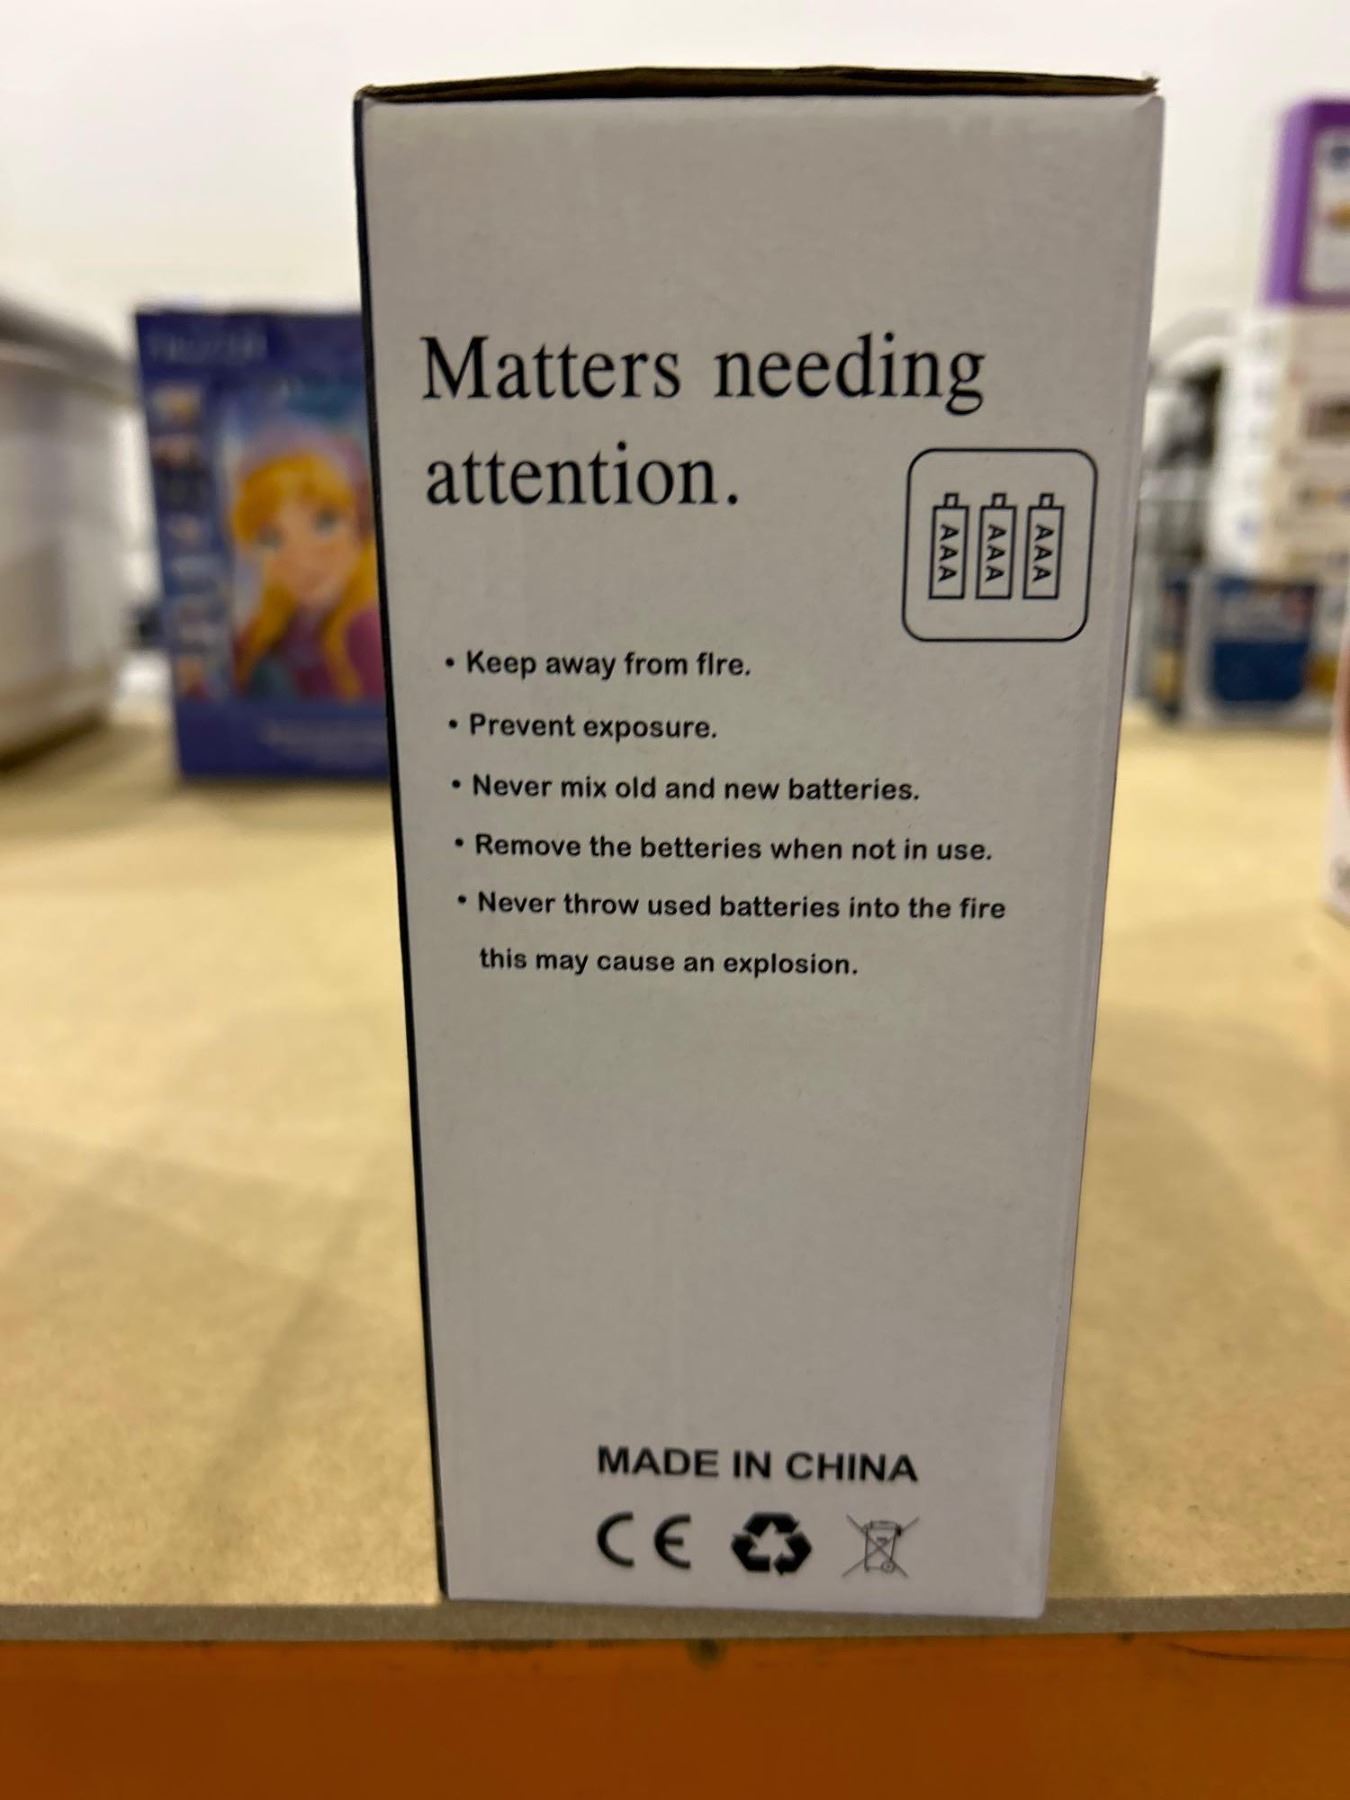 Matters needing
attention.
AAA AAA AAA
• Keep away from flre.
• Prevent exposure.
• Never mix old and new batteries.
• Remove the betteries when not in use.
• Never throw used batteries into the fire
this may cause an explosion.
MADE IN CHINA
CE